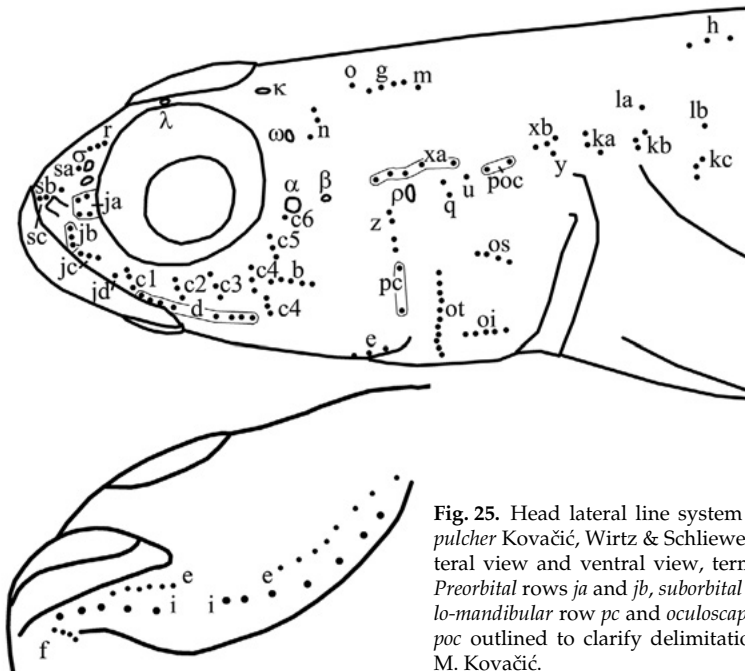 h
o g m
κ
la
λ
n
lb
r
ω
xb
ka
σ
kb
sa
xa
y
kc
poc
sb
α β
ρ
u
ja
q
c6
z
sc
jb
c5
os
jc
c4 b
pc
jd
c1
c2 c3
d
c4
ot
oi
e
Fig. 25. Head lateral line system
pulcher Kovačić, Wirtz & Schliewe
teral view and ventral view, tern
Preorbital rows ja and jb, suborbital
lo-mandibular row pc and oculoscap
poc outlined to clarify delimitatio
M. Kovačić.
e
e
i
i
f